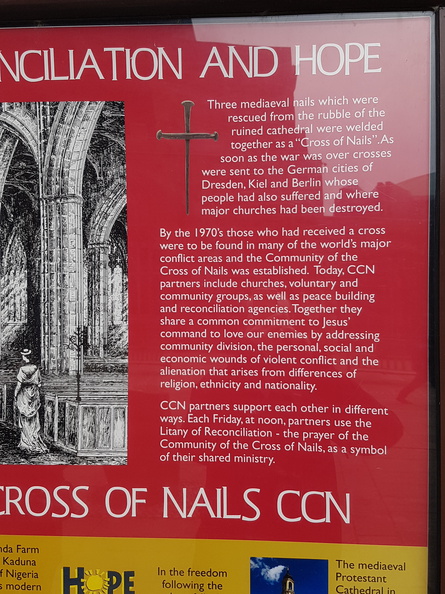 NCILIATION AND HOPE
Three mediaeval nails which were
rescued from the rubble of the
ruined cathedral were welded
together as a "Cross of Nails". As
soon as the war was over crosses
were sent to the German cities of
Dresden, Kiel and Berlin whose
people had also suffered and where
major churches had been destroyed.
By the 1970's those who had received a cross
were to be found in many of the world's major
conflict areas and the Community of the
Cross of Nails was established. Today, CCN
partners include churches, voluntary and
community groups, as well as peace building
and reconciliation agencies. Together they
share a common commitment to Jesus'
command to love our enemies by addressing
community division, the personal, social and
economic wounds of violent conflict and the
alienation that arises from differences of
religion, ethnicity and nationality.
CCN partners support each other in different
ways. Each Friday, at noon, partners use the
Litany of Reconciliation - the prayer of the
Community of the Cross of Nails, as a symbol
of their shared ministry.
CROSS OF NAILS CCN
nda Farm
Kaduna
f Nigeria
s modern
HOPE
In the freedom
following the
The mediaeval
Protestant
Cathedral in